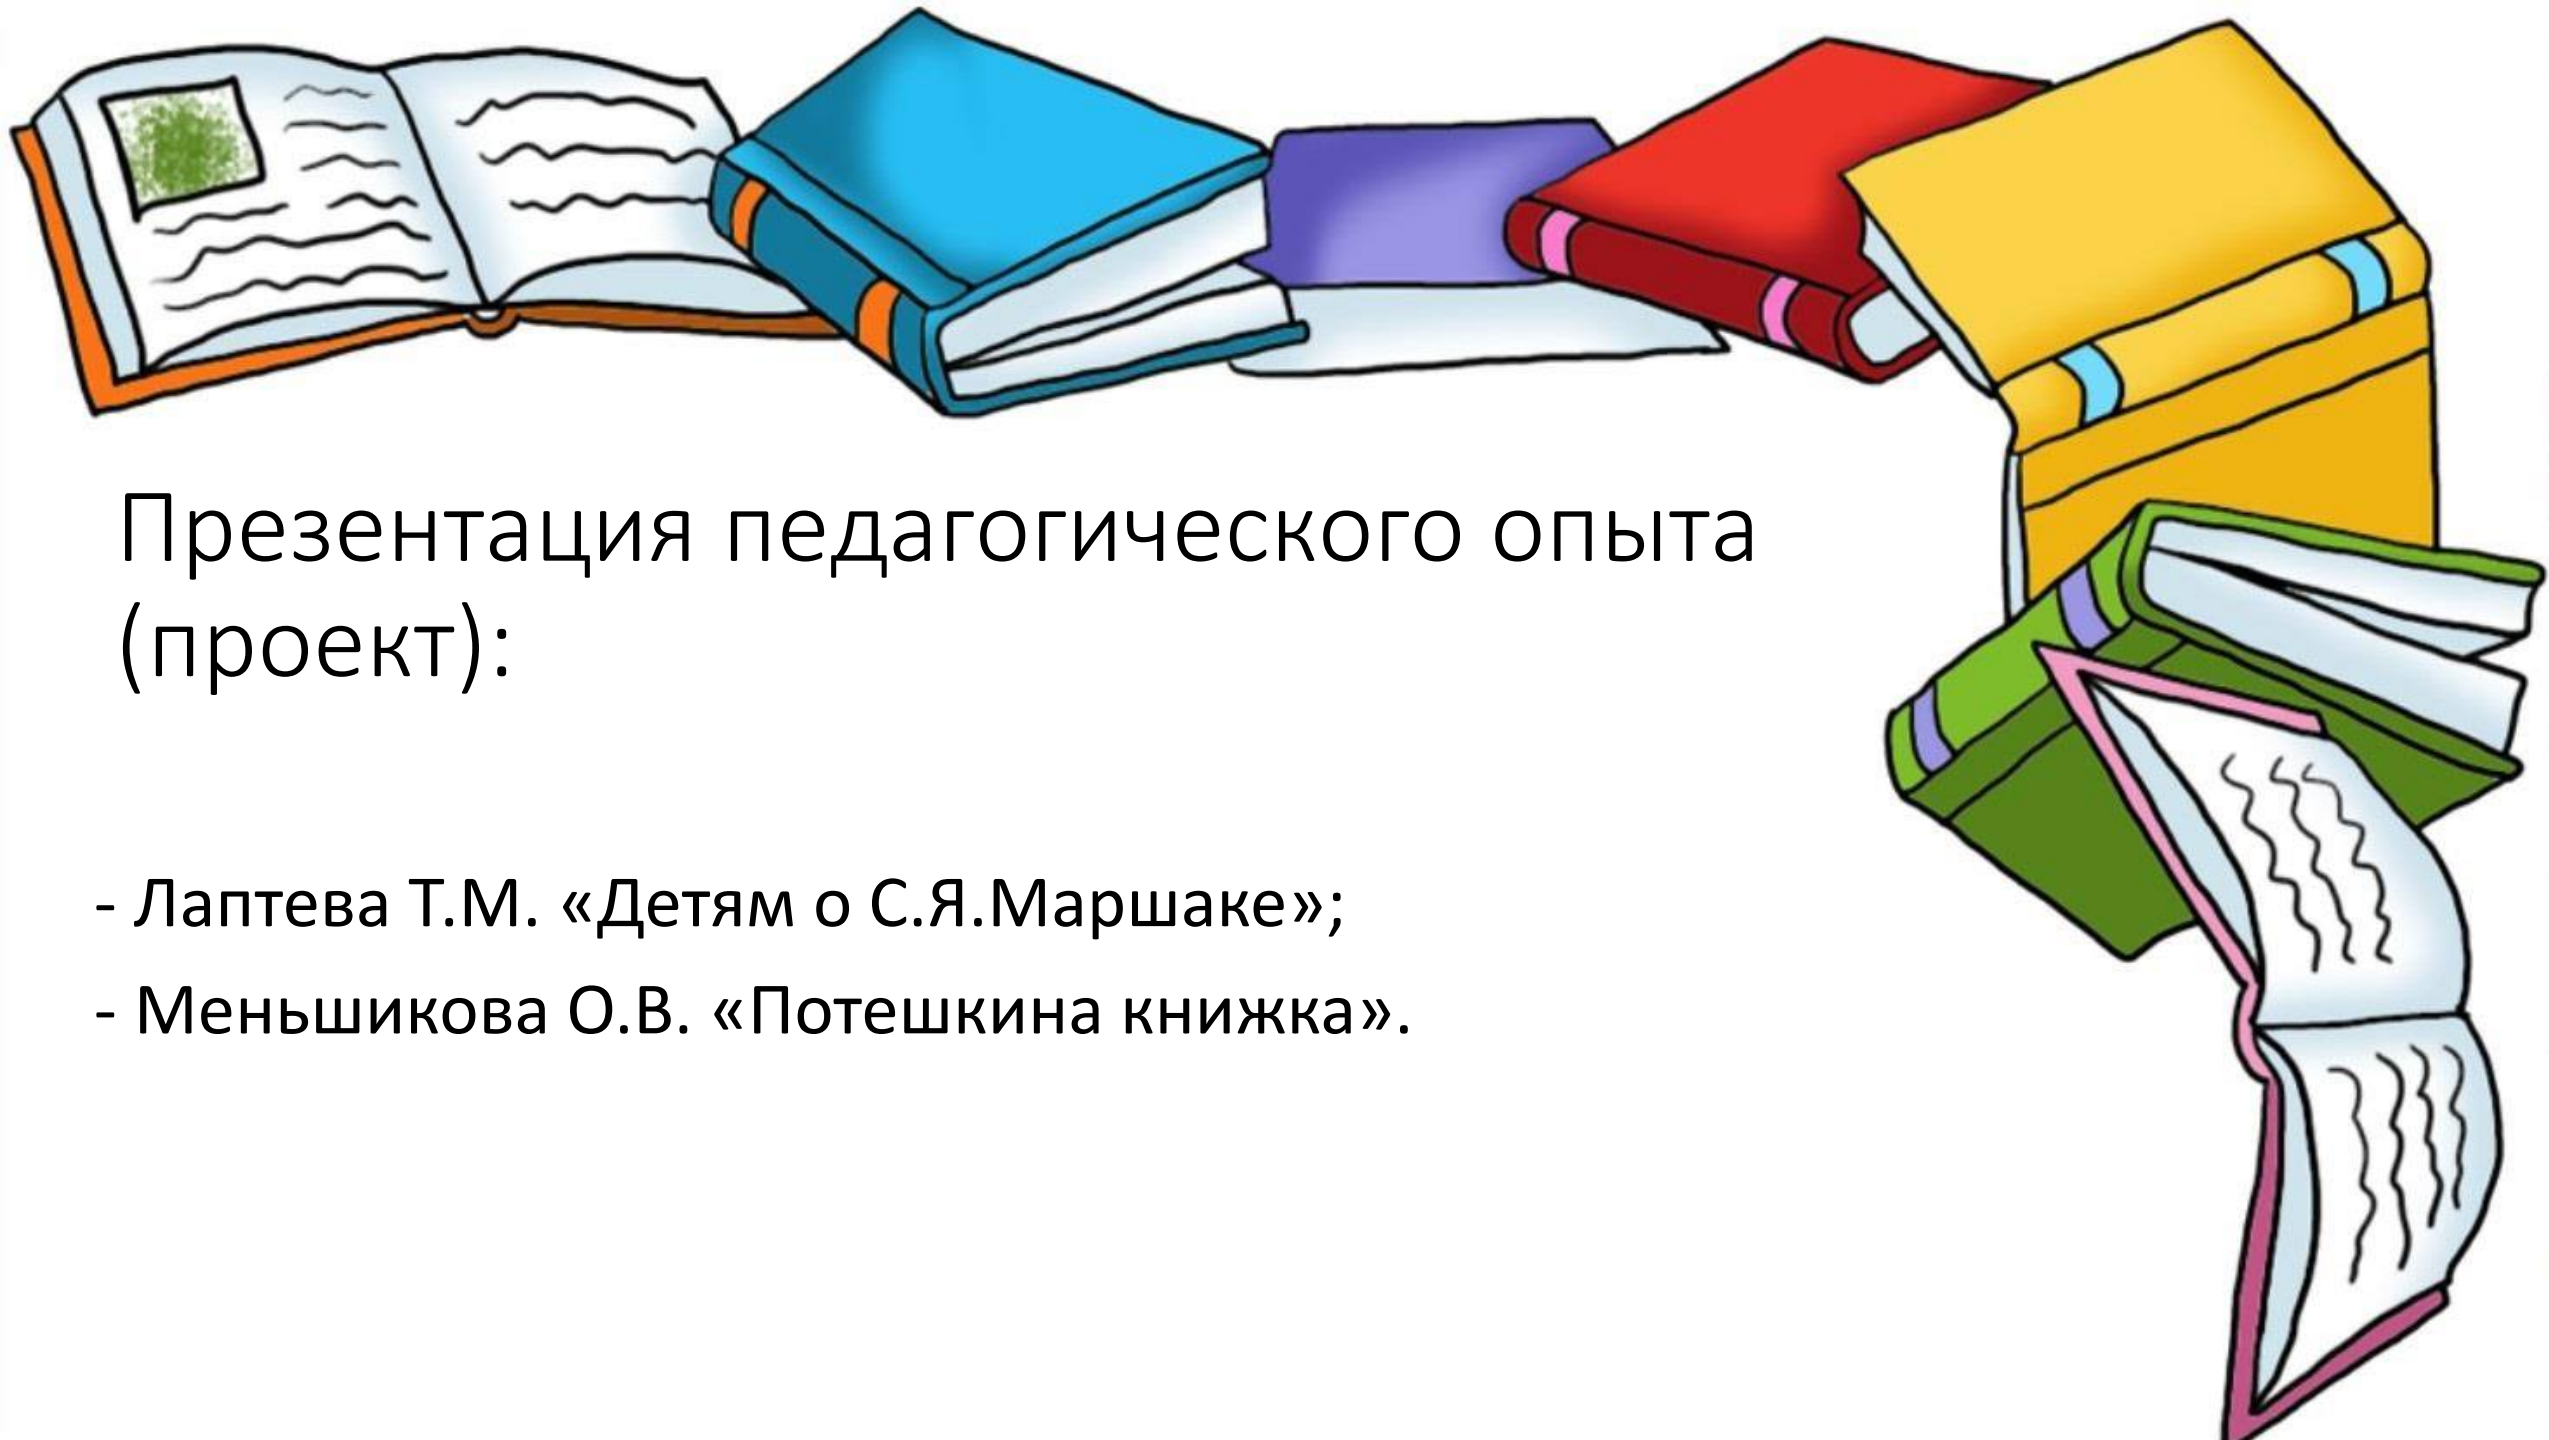 Презентация педагогического опыта
(проект):
- Лаптева Т.М. «Детям о С.Я.Маршаке»;
- Меньшикова О.В. «Потешкина книжка».